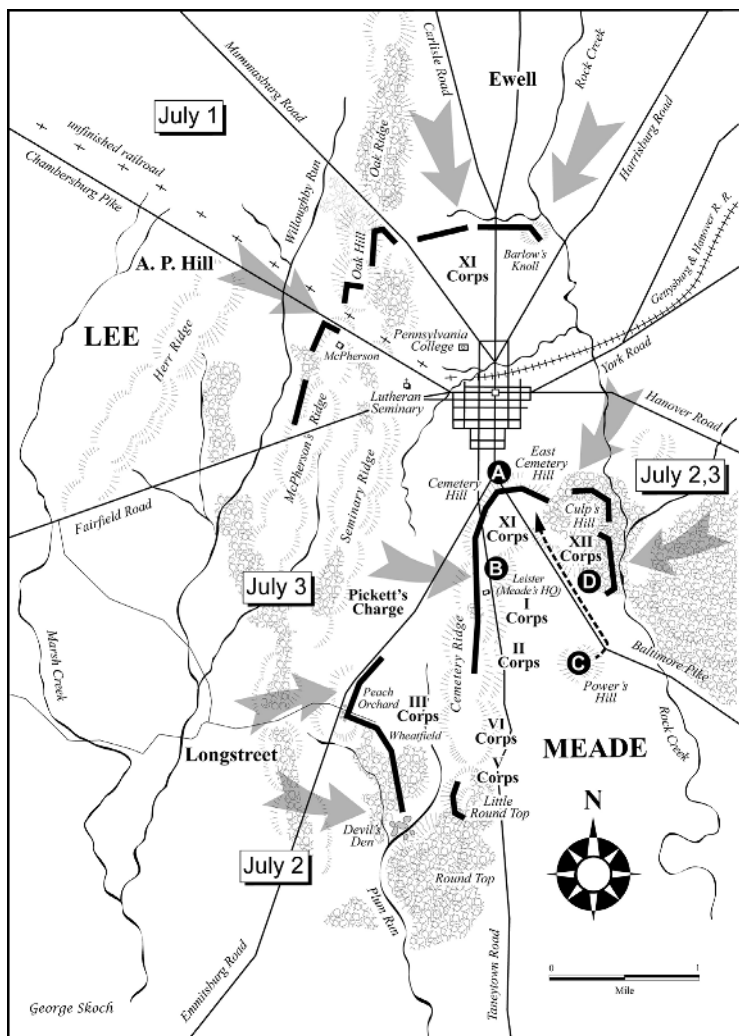 Mummasburg Road
Carlisle Road
Ewell
Rock Creek
Harrisburg Road
July 1
unfinished railroad
Chambersburg Pike
Willoughby Run
Oak Ridge
Gettysburg & Hanover R. R.
Oak Hill
XI
Corps
Barlow's
Knoll
A. P. Hill
LEE
Herr Ridge
McPherson
Pennsylvania
College
York Road
Lutheran
Seminary
Hanover Road
McPherson's Ridge
Seminary Ridge
Fairfield Road
Cemetery
Hill
A
East
Cemetery
Hill
July 2,3
Culp's
Hill
XI
Corps
XII
Corps
B
D
Leister
(Meade's HQ)
July 3
Pickett's
Charge
I
Corps
II
Corps
C
Power's
Hill
Baltimore Pike
Marsh Creek
Cemetery Ridge
Peach
Orchard
III
Corps
Wheatfield
Longstreet
VI
Corps
MEADE
Rock Creek
V
Corps
Little
Round Top
Devil's
Den
N
July 2
Round Top
Plum Run
Emmitsburg Road
Taneytown Road
0 1
Mile
George Skoch